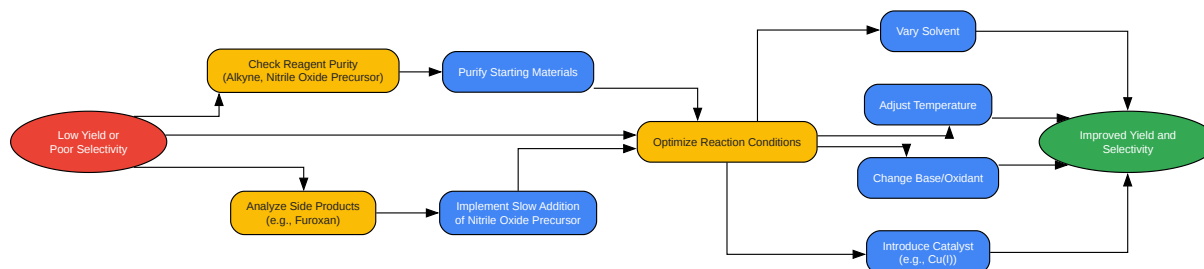 Check Reagent Purity
(Alkyne, Nitrile Oxide Precursor)
Purify Starting Materials
Low Yield or
Poor Selectivity
Analyze Side Products
(e.g., Furoxan)
Implement Slow Addition
of Nitrile Oxide Precursor
Optimize Reaction Conditions
Vary Solvent
Adjust Temperature
Change Base/Oxidant
Introduce Catalyst
(e.g., Cu(I))
Improved Yield and
Selectivity